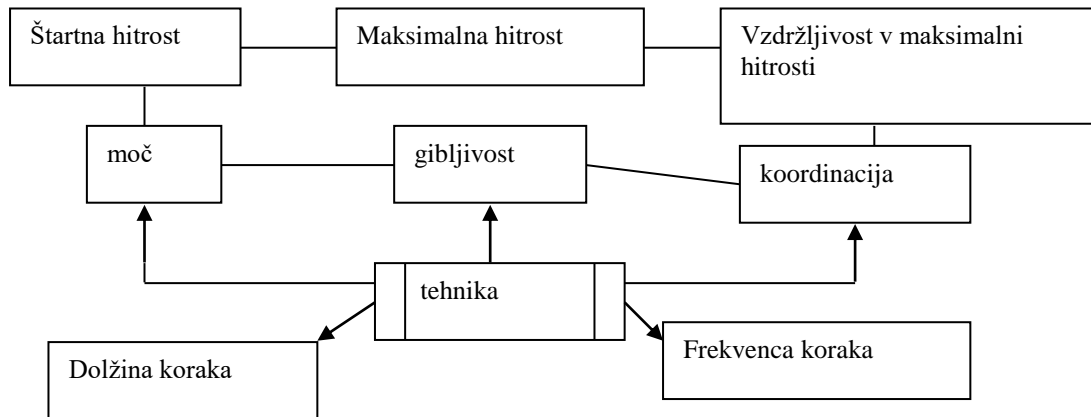 Štartna hitrost
Maksimalna hitrost
Vzdržljivost v maksimalni
hitrosti
moč
gibljivost
koordinacija
tehnika
Dolžina koraka
Frekvenca koraka